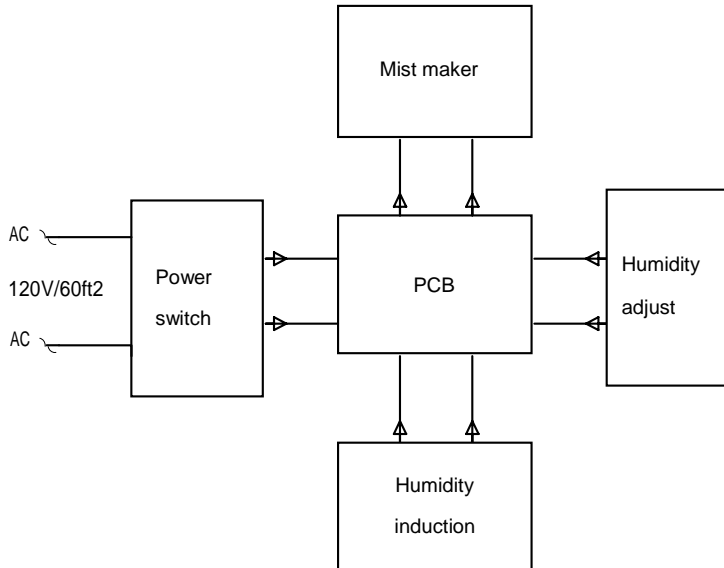 Mist maker
AC
Power
switch
120V/60ft2
AC
PCB
Humidity
adjust
Humidity
induction